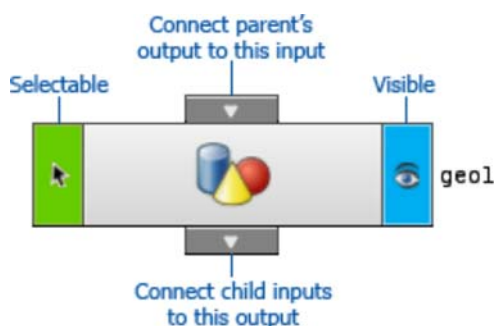 Connect parent's
output to this input
Selectable
Visible
geo1
Connect child inputs
to this output